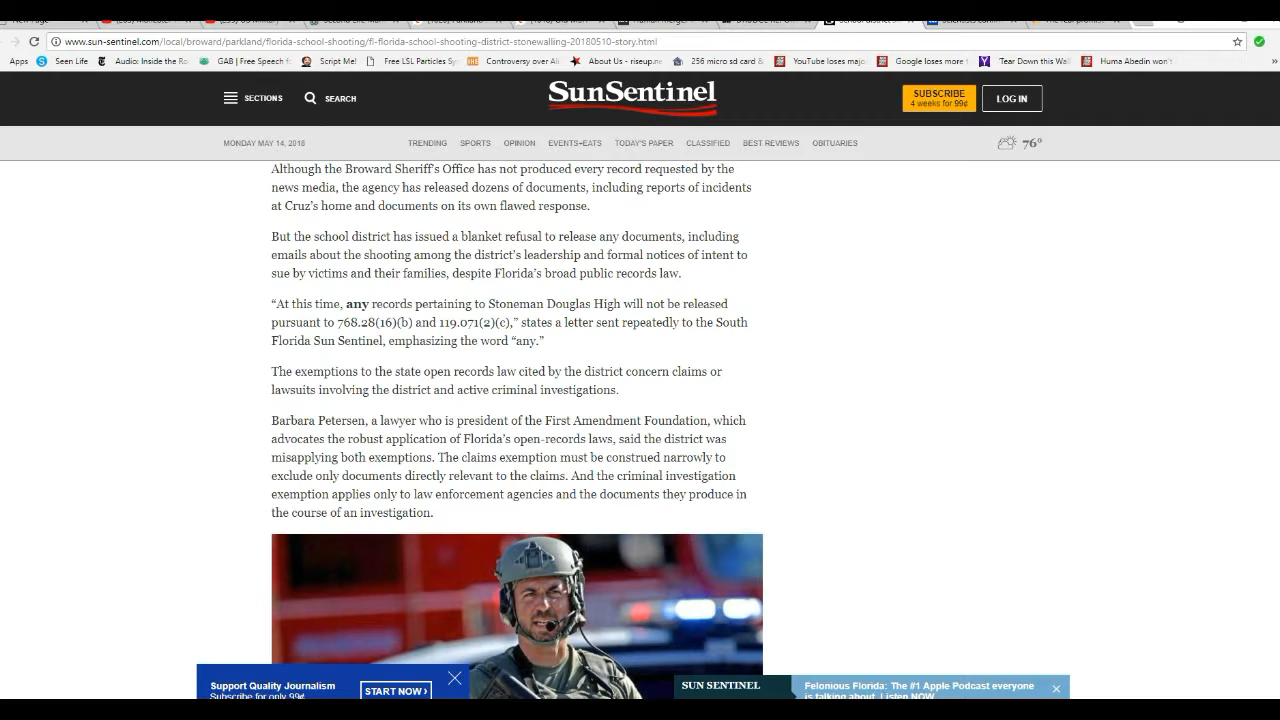 www.sun-sentinel.com/local/broward/parkland/florida-school-shooting/fl-florida-school-shooting-district-stonewalling-20180510-story.html
Apps Seen Life Audio: Inside the Ro GAB | Free Speech f Script Me! Free LSL Particles Sy Controversy over Ali About Us - riseup.ne 256 micro sd card & YouTube loses majo Google loses more Tear Down this Wall Huma Abedin won't
SECTIONS SEARCH SunSentinel SUBSCRIBE LOG IN
4 weeks for 99¢
MONDAY MAY 14, 2018 TRENDING SPORTS OPINION EVENTS+EATS TODAY'S PAPER CLASSIFIED BEST REVIEWS OBITUARIES 76°
Although the Broward Sheriff's Office has not produced every record requested by the
news media, the agency has released dozens of documents, including reports of incidents
at Cruz's home and documents on its own flawed response.
But the school district has issued a blanket refusal to release any documents, including
emails about the shooting among the district's leadership and formal notices of intent to
sue by victims and their families, despite Florida's broad public records law.
“At this time, any records pertaining to Stoneman Douglas High will not be released
pursuant to 768.28(16)(b) and 119.071(2)(c),” states a letter sent repeatedly to the South
Florida Sun Sentinel, emphasizing the word “any.”
The exemptions to the state open records law cited by the district concern claims or
lawsuits involving the district and active criminal investigations.
Barbara Petersen, a lawyer who is president of the First Amendment Foundation, which
advocates the robust application of Florida's open-records laws, said the district was
misapplying both exemptions. The claims exemption must be construed narrowly to
exclude only documents directly relevant to the claims. And the criminal investigation
exemption applies only to law enforcement agencies and the documents they produce in
the course of an investigation.
Support Quality Journalism
Subscribe for only 99¢
START NOW ›
SUN SENTINEL
Felonious Florida: The #1 Apple Podcast everyone
is talking about. Listen NOW